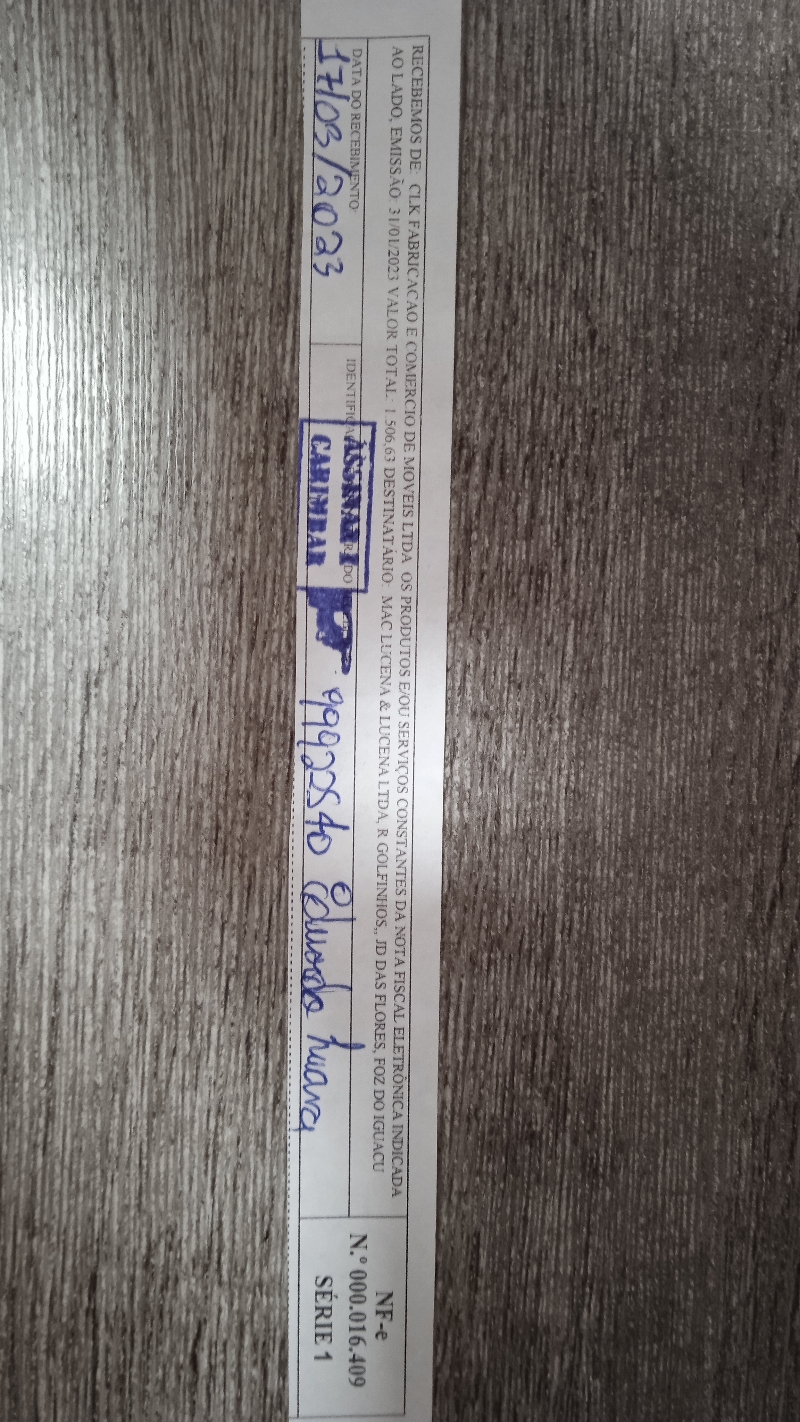 RECEBEMOS DE: CLK FABRICACAO E COMERCIO DE MOVEIS LTDA OS PRODUTOS E/OU SERVIÇOS CONSTANTES DA NOTA FISCAL ELETRÔNICA INDICADA
AO LADO, EMISSÃO: 31/01/2023 VALOR TOTAL: 1.506,63 DESTINATÁRIO: MAC LUCENA & LUCENA LTDA, R GOLFINHOS,, JD DAS FLORES, FOZ DO IGUACU
DATA DO RECEBIMENTO
17/03/2023
ASSINAR
CARIMBAR
Eduardo
NF-e
N.º 000.016.409
SÉRIE 1